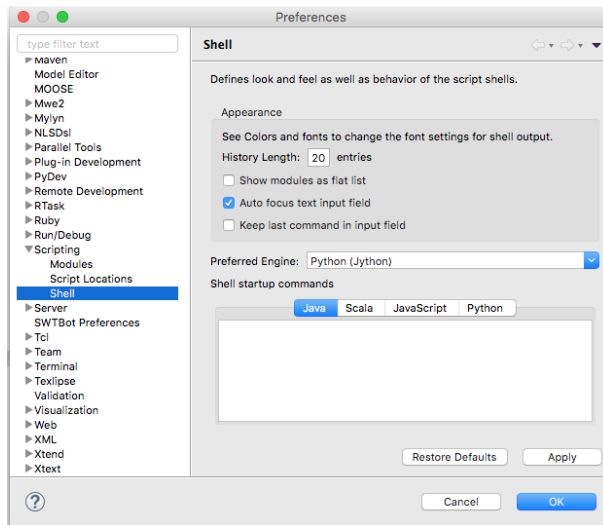 Preferences
type filter text
Maven
Model Editor
MOOSE
Mwe2
Mylyn
NLSDsl
Parallel Tools
Plug-in Development
PyDev
Remote Development
RTask
Ruby
Run/Debug
Scripting
Modules
Script Locations
Shell
Server
SWTBot Preferences
Tcl
Team
Terminal
Texlipse
Validation
Visualization
Web
XML
Xtend
Xtext
Shell
Defines look and feel as well as behavior of the script shells.
Appearance
See Colors and fonts to change the font settings for shell output.
History Length: 20 entries
Show modules as flat list
Auto focus text input field
Keep last command in input field
Preferred Engine: Python (Jython)
Shell startup commands
Java Scala JavaScript Python
Restore Defaults Apply
? Cancel OK